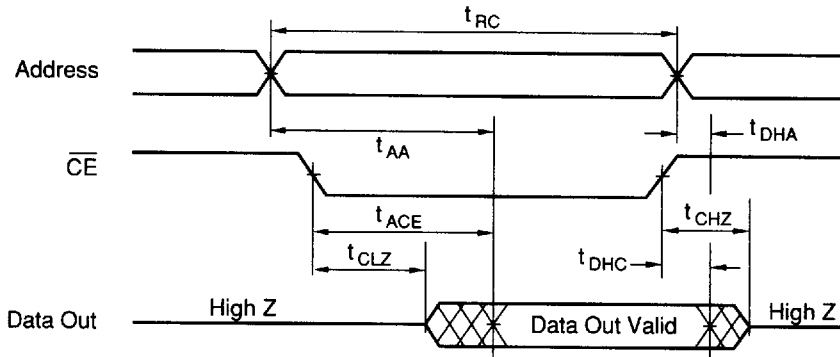 tRC
Address
tAA
tDHA
CE
tACE
tCHZ
tCLZ
tDHC
High Z
Data Out Valid
High Z
Data Out